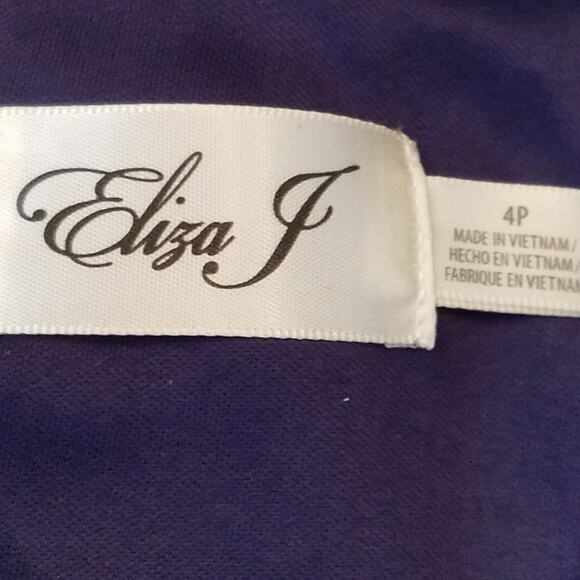 Eliza J
4P
MADE IN VIETNAM/
HECHO EN VIETNAM/
FABRIQUE EN VIETNAM